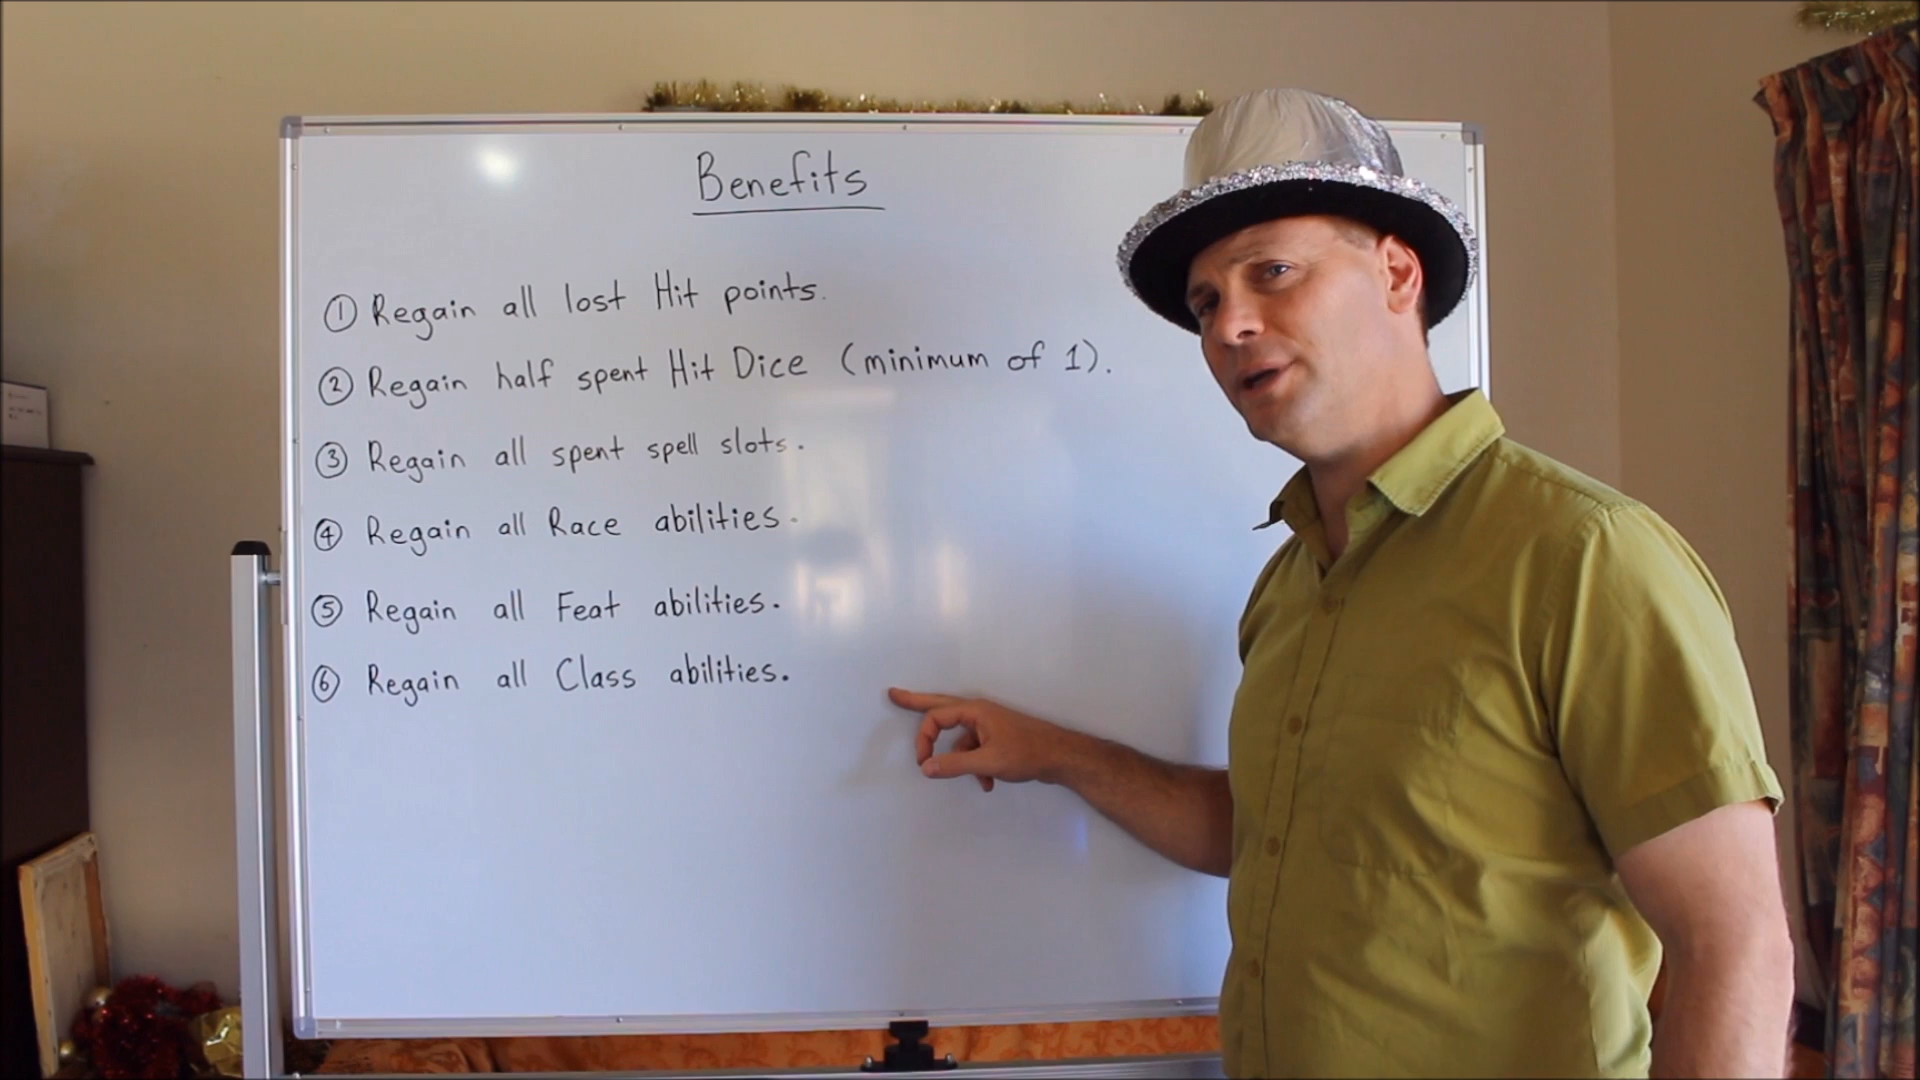 Benefits
① Regain all lost Hit points.
② Regain half spent Hit Dice (minimum of 1).
③ Regain all spent spell slots.
④ Regain all Race abilities.
⑤ Regain all Feat abilities.
⑥ Regain all Class abilities.